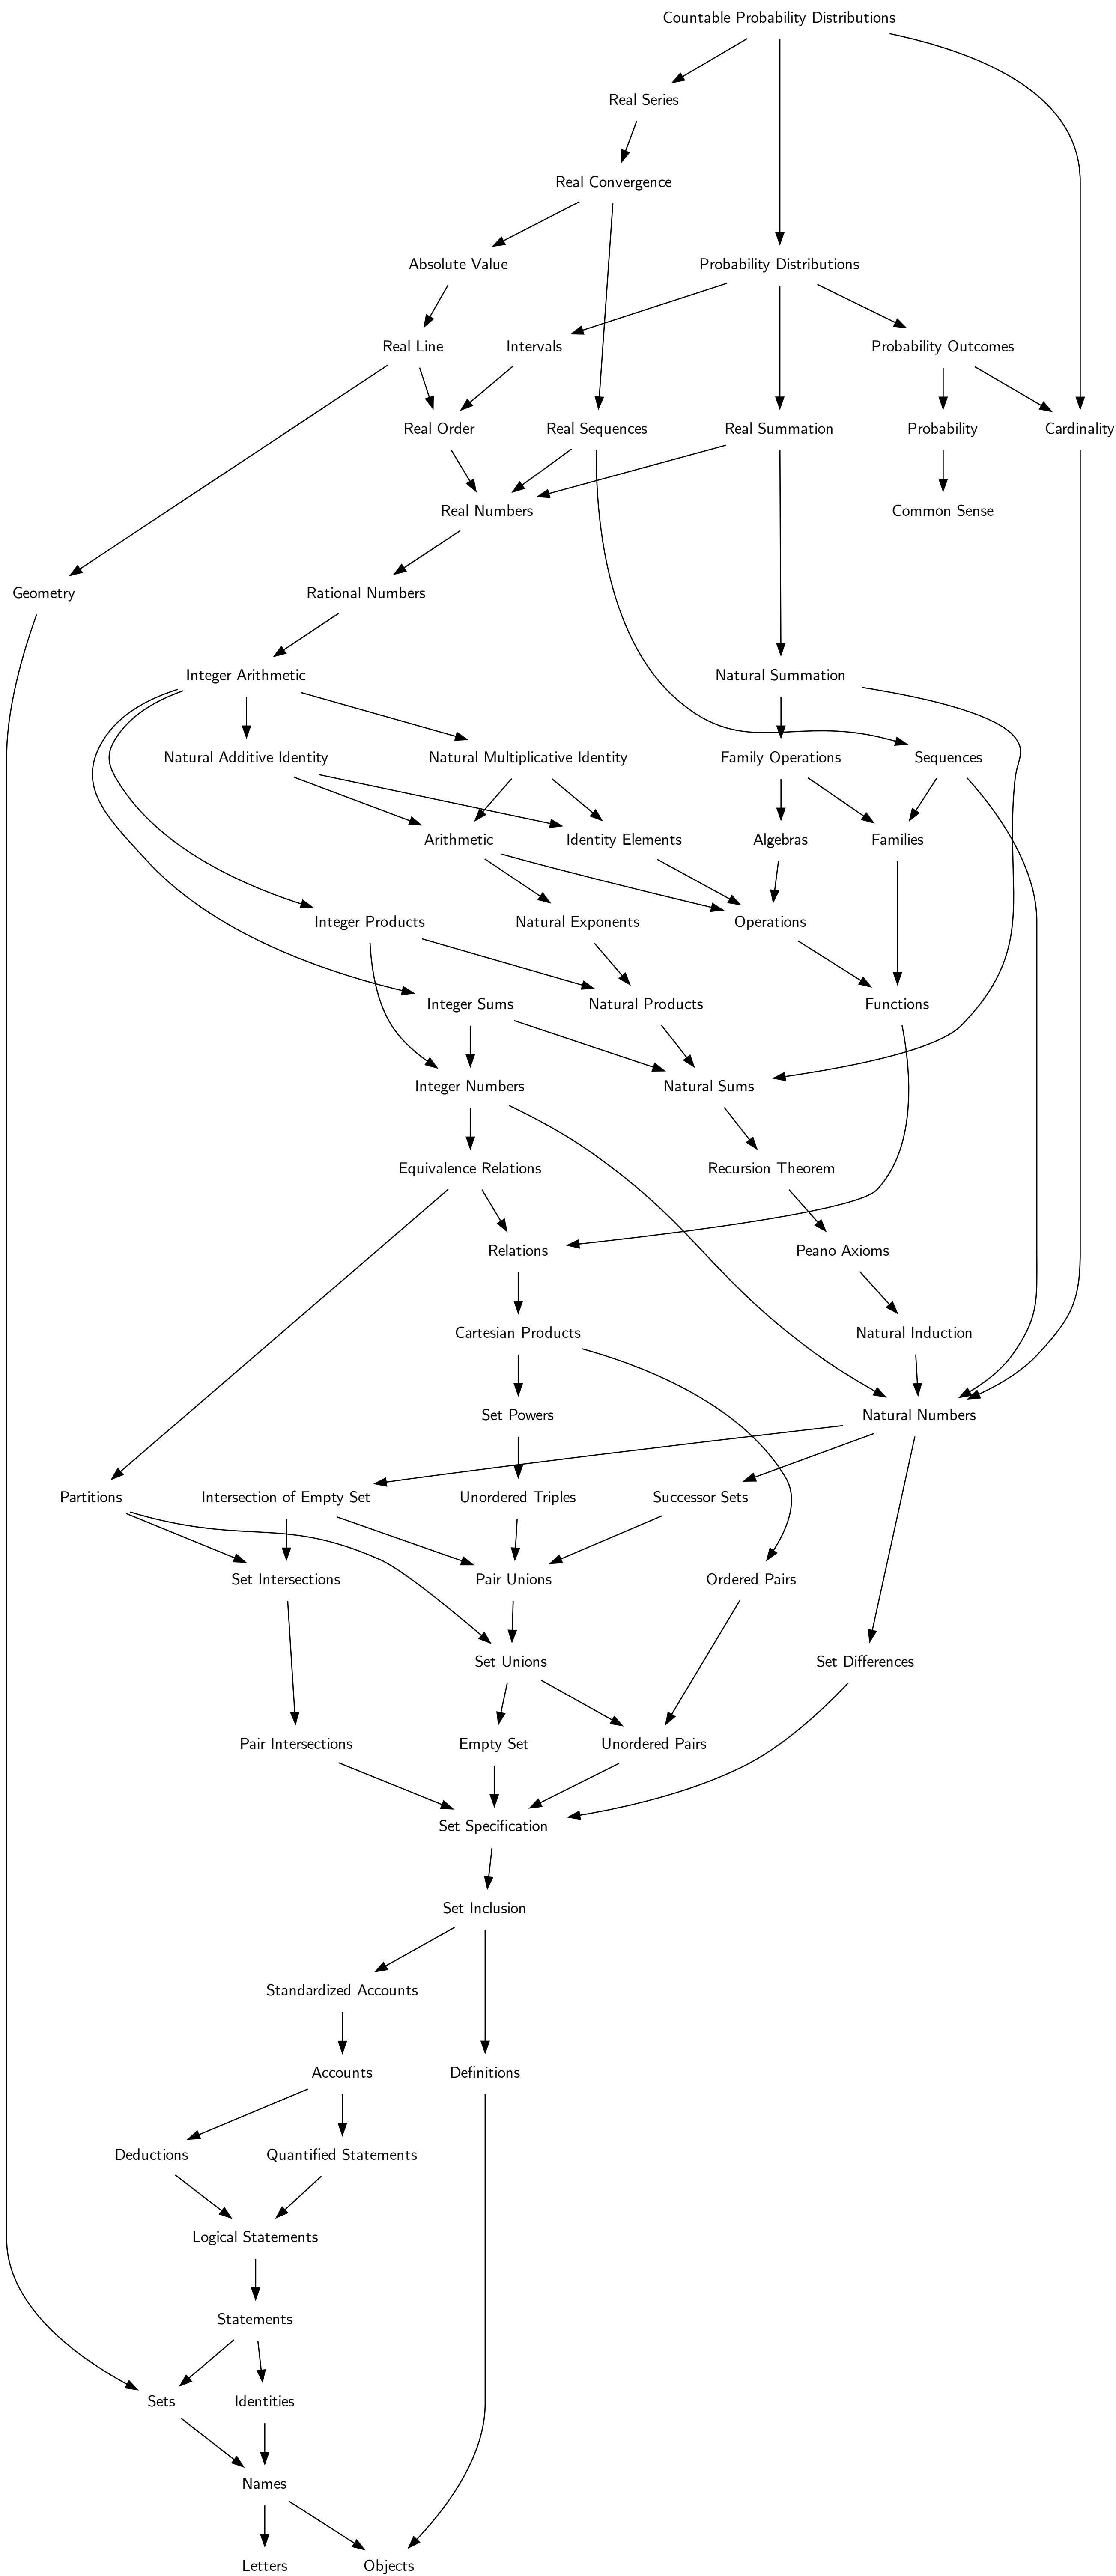 Countable Probability Distributions
Real Series
Real Convergence
Absolute Value
Probability Distributions
Real Line
Intervals
Probability Outcomes
Real Order
Real Sequences
Real Summation
Probability
Cardinality
Real Numbers
Common Sense
Geometry
Rational Numbers
Integer Arithmetic
Natural Summation
Natural Additive Identity
Natural Multiplicative Identity
Family Operations
Sequences
Arithmetic
Identity Elements
Algebras
Families
Integer Products
Natural Exponents
Operations
Integer Sums
Natural Products
Functions
Integer Numbers
Natural Sums
Equivalence Relations
Recursion Theorem
Relations
Peano Axioms
Cartesian Products
Natural Induction
Set Powers
Natural Numbers
Partitions
Intersection of Empty Set
Unordered Triples
Successor Sets
Set Intersections
Pair Unions
Ordered Pairs
Set Unions
Set Differences
Pair Intersections
Empty Set
Unordered Pairs
Set Specification
Set Inclusion
Standardized Accounts
Accounts
Definitions
Deductions
Quantified Statements
Logical Statements
Statements
Sets
Identities
Names
Letters
Objects